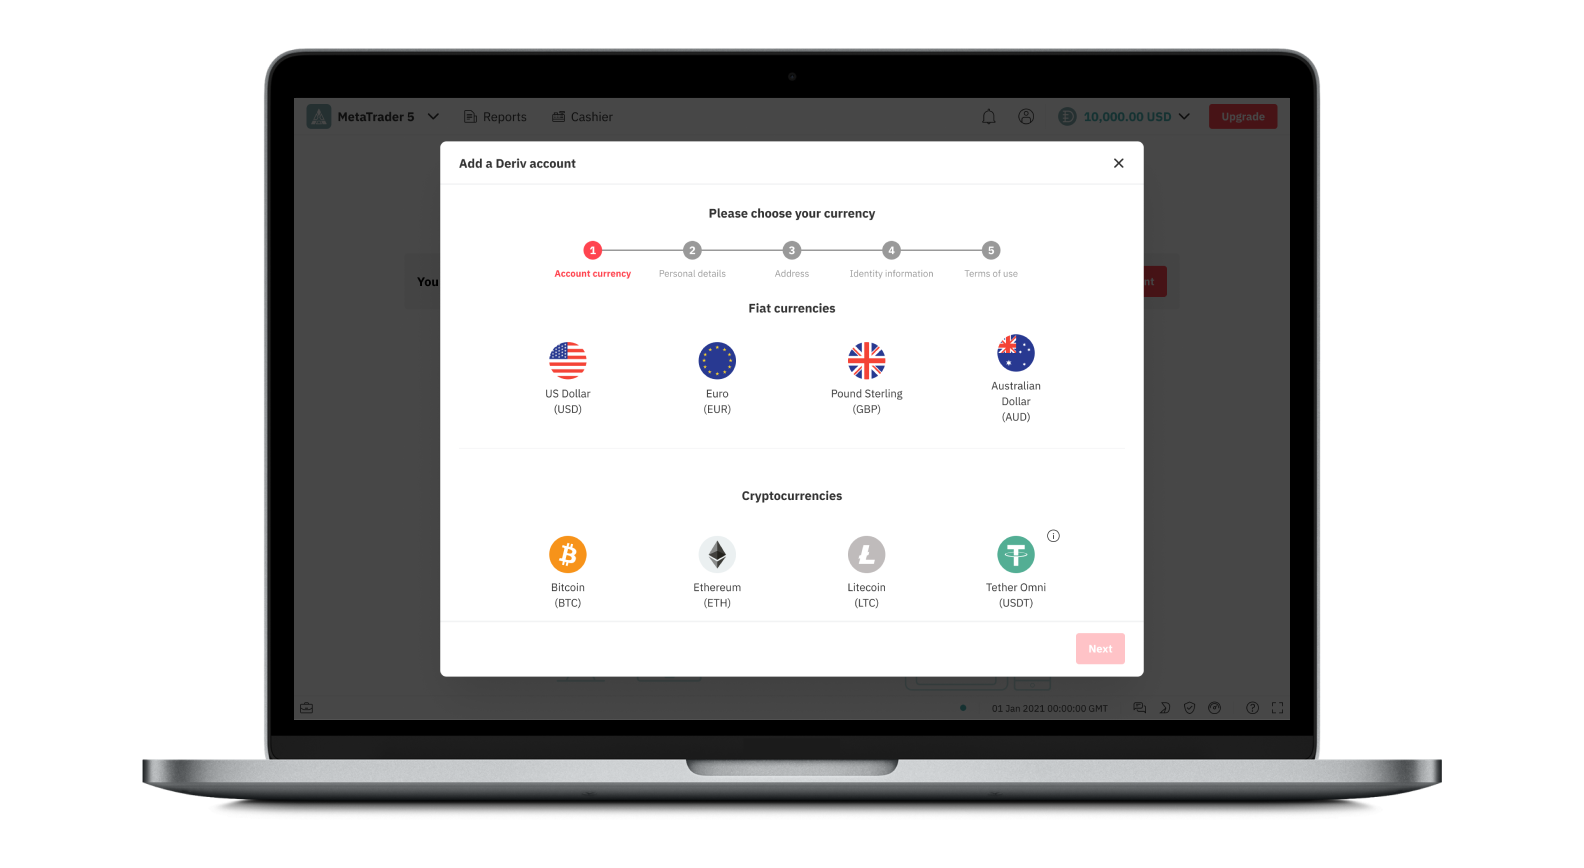 MetaTrader 5
Reports
Cashier
10,000.00 USD
Upgrade
Add a Deriv account
Please choose your currency
1 2 3 4 5
Account currency Personal details Address Identity information Terms of use
You
nt
Fiat currencies
US Dollar
(USD)
Euro
(EUR)
Pound Sterling
(GBP)
Australian
Dollar
(AUD)
Cryptocurrencies
Bitcoin
(BTC)
Ethereum
(ETH)
Litecoin
(LTC)
Tether Omni
(USDT)
Next
01 Jan 2021 00:00:00 GMT